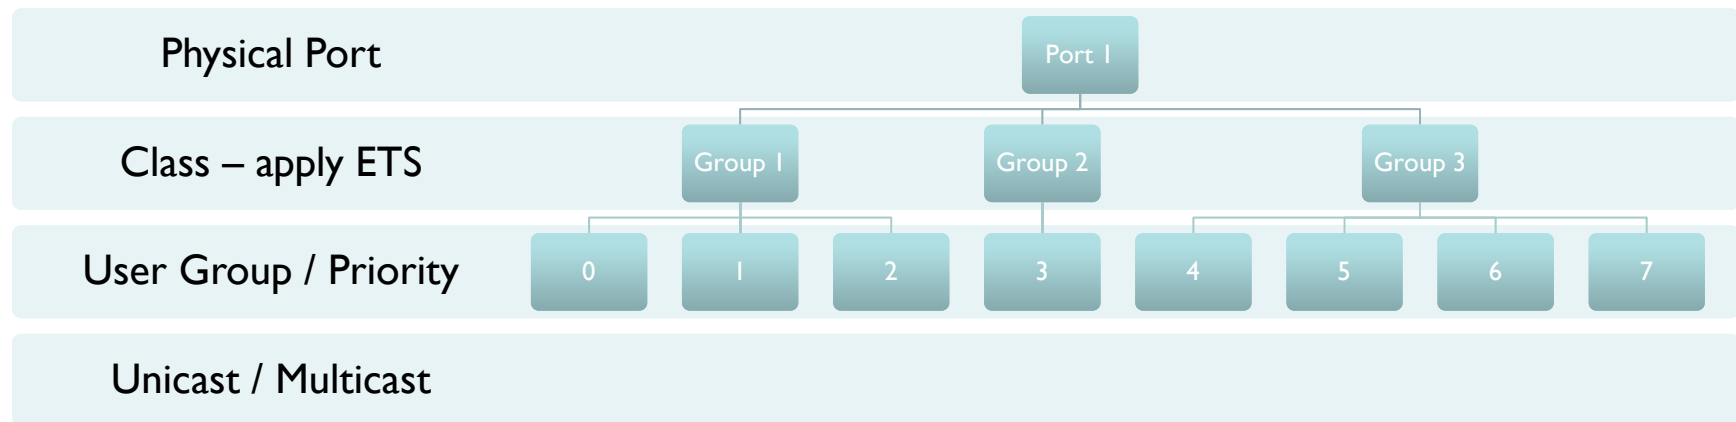 Physical Port
Port 1
Class – apply ETS
Group 1
Group 2
Group 3
User Group / Priority
0
1
2
3
4
5
6
7
Unicast / Multicast